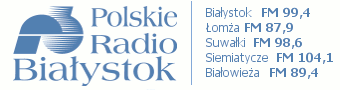 Polskie
Radio
Białystok
Białystok FM 99,4
Łomża FM 87,9
Suwałki FM 98,6
Siemiatycze FM 104,1
Białowieża FM 89,4